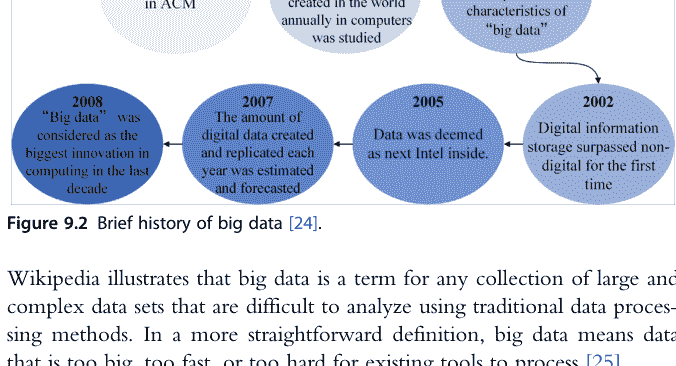 in ACM
created in the world
annually in computers
was studied
characteristics of
“big data”
2008
“Big data” was
considered as the
biggest innovation in
computing in the last
decade
2007
The amount of
digital data created
and replicated each
year was estimated
and forecasted
2005
Data was deemed
as next Intel inside.
2002
Digital information
storage surpassed non-
digital for the first
time
Figure 9.2 Brief history of big data [24].
Wikipedia illustrates that big data is a term for any collection of large and
complex data sets that are difficult to analyze using traditional data proces-
sing methods. In a more straightforward definition, big data means data
that is too big, too fast, or too hard for existing tools to process [25].